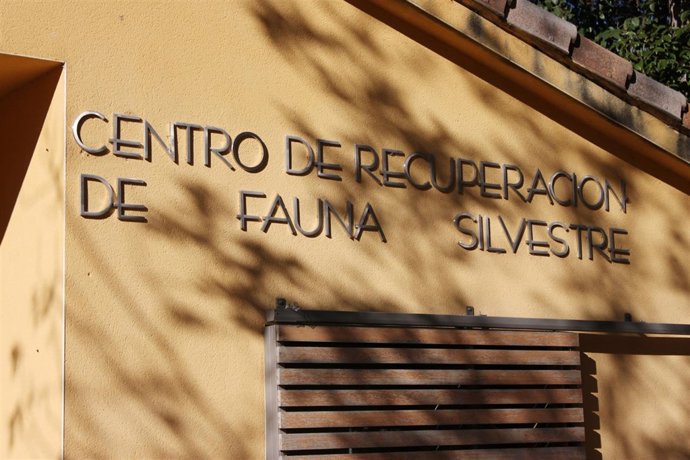 CENTRO DE RECUPERACION
DE FAUNA SILVESTRE